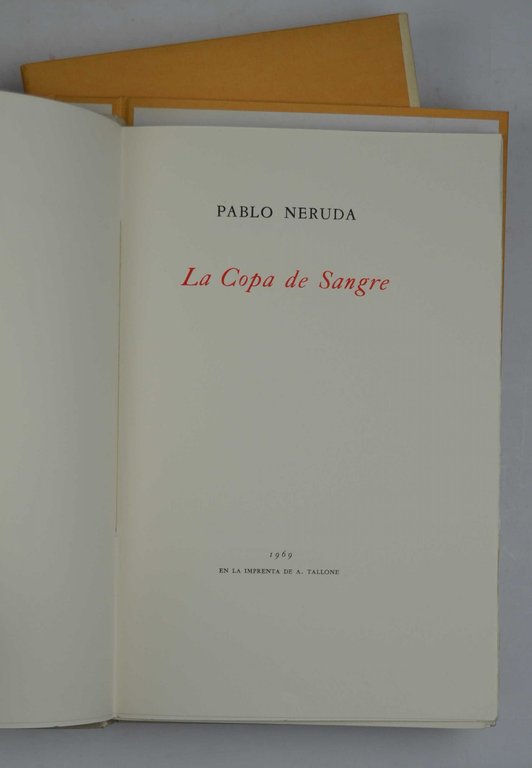 PABLO NERUDA
La Copa de Sangre
1969
EN LA IMPRENTA DE A. TALLONE